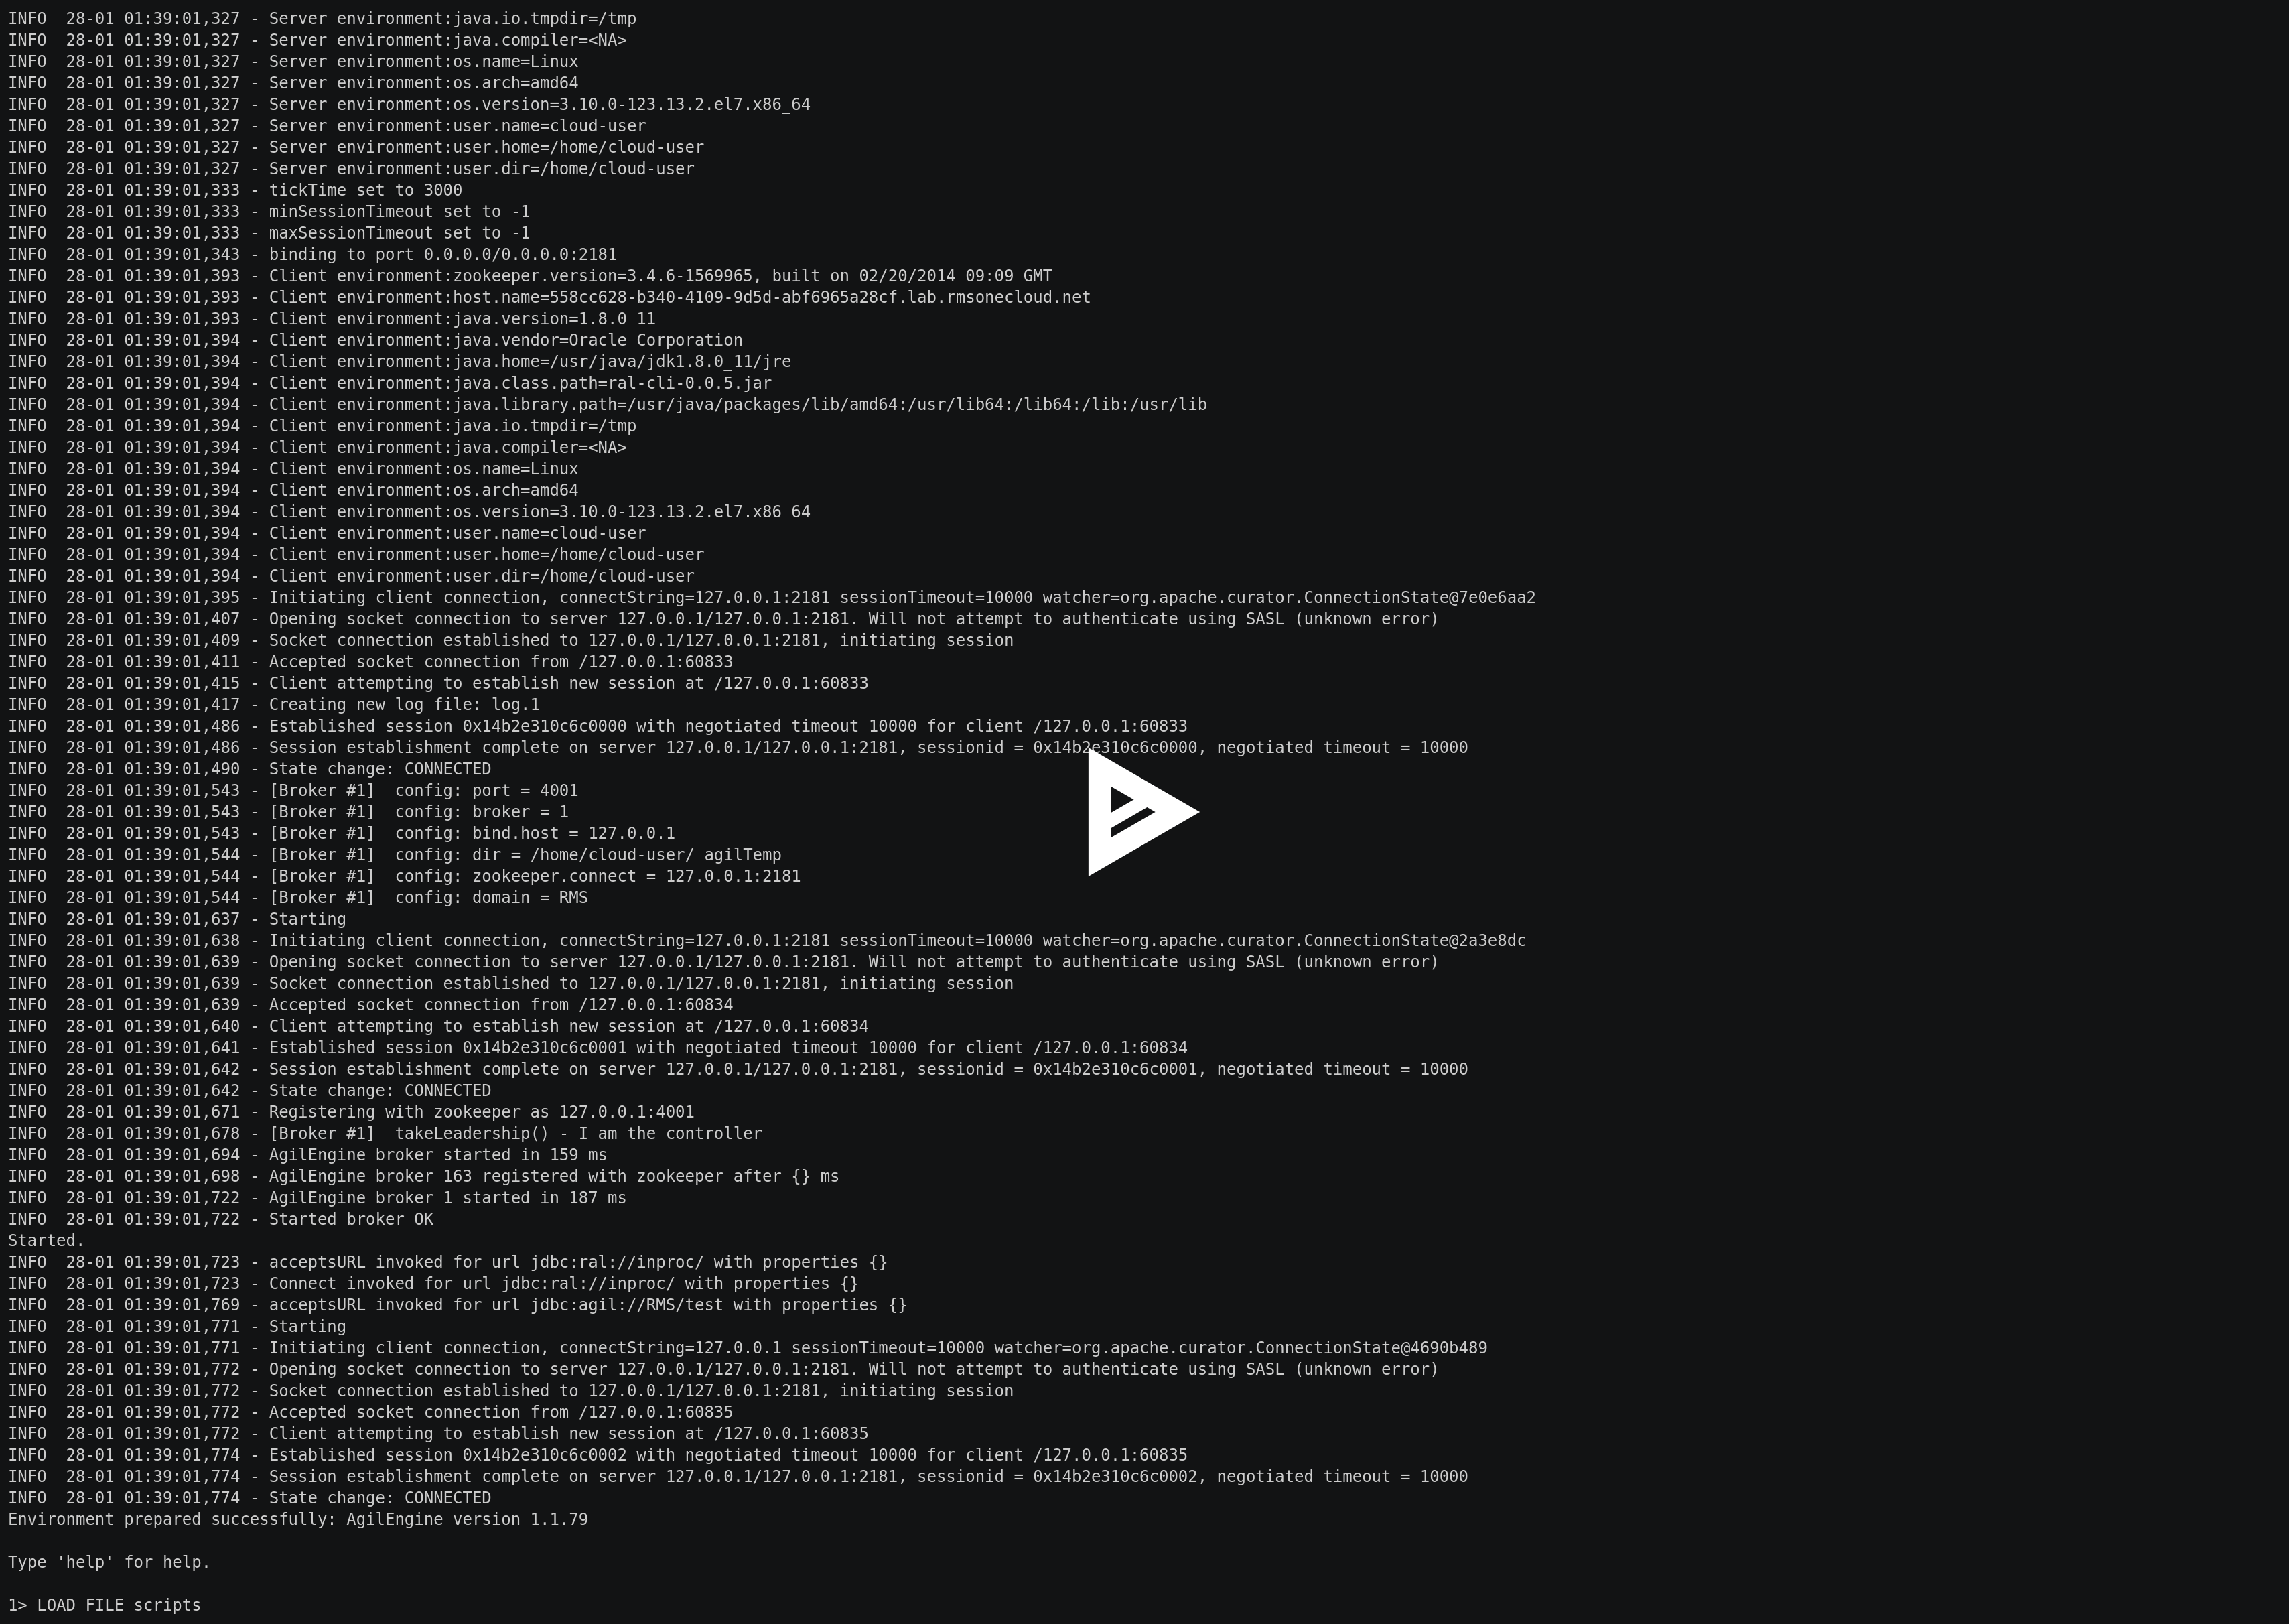 INFO  28-01 01:39:01,327 - Server environment:java.io.tmpdir=/tmp
INFO  28-01 01:39:01,327 - Server environment:java.compiler=<NA>
INFO  28-01 01:39:01,327 - Server environment:os.name=Linux
INFO  28-01 01:39:01,327 - Server environment:os.arch=amd64
INFO  28-01 01:39:01,327 - Server environment:os.version=3.10.0-123.13.2.el7.x86_64
INFO  28-01 01:39:01,327 - Server environment:user.name=cloud-user
INFO  28-01 01:39:01,327 - Server environment:user.home=/home/cloud-user
INFO  28-01 01:39:01,327 - Server environment:user.dir=/home/cloud-user
INFO  28-01 01:39:01,333 - tickTime set to 3000
INFO  28-01 01:39:01,333 - minSessionTimeout set to -1
INFO  28-01 01:39:01,333 - maxSessionTimeout set to -1
INFO  28-01 01:39:01,343 - binding to port 0.0.0.0/0.0.0.0:2181
INFO  28-01 01:39:01,393 - Client environment:zookeeper.version=3.4.6-1569965, built on 02/20/2014 09:09 GMT
INFO  28-01 01:39:01,393 - Client environment:host.name=558cc628-b340-4109-9d5d-abf6965a28cf.lab.rmsonecloud.net
INFO  28-01 01:39:01,393 - Client environment:java.version=1.8.0_11
INFO  28-01 01:39:01,394 - Client environment:java.vendor=Oracle Corporation
INFO  28-01 01:39:01,394 - Client environment:java.home=/usr/java/jdk1.8.0_11/jre
INFO  28-01 01:39:01,394 - Client environment:java.class.path=ral-cli-0.0.5.jar
INFO  28-01 01:39:01,394 - Client environment:java.library.path=/usr/java/packages/lib/amd64:/usr/lib64:/lib64:/lib:/usr/lib
INFO  28-01 01:39:01,394 - Client environment:java.io.tmpdir=/tmp
INFO  28-01 01:39:01,394 - Client environment:java.compiler=<NA>
INFO  28-01 01:39:01,394 - Client environment:os.name=Linux
INFO  28-01 01:39:01,394 - Client environment:os.arch=amd64
INFO  28-01 01:39:01,394 - Client environment:os.version=3.10.0-123.13.2.el7.x86_64
INFO  28-01 01:39:01,394 - Client environment:user.name=cloud-user
INFO  28-01 01:39:01,394 - Client environment:user.home=/home/cloud-user
INFO  28-01 01:39:01,394 - Client environment:user.dir=/home/cloud-user
INFO  28-01 01:39:01,395 - Initiating client connection, connectString=127.0.0.1:2181 sessionTimeout=10000 watcher=org.apache.curator.ConnectionState@7e0e6aa2
INFO  28-01 01:39:01,407 - Opening socket connection to server 127.0.0.1/127.0.0.1:2181. Will not attempt to authenticate using SASL (unknown error)
INFO  28-01 01:39:01,409 - Socket connection established to 127.0.0.1/127.0.0.1:2181, initiating session
INFO  28-01 01:39:01,411 - Accepted socket connection from /127.0.0.1:60833
INFO  28-01 01:39:01,415 - Client attempting to establish new session at /127.0.0.1:60833
INFO  28-01 01:39:01,417 - Creating new log file: log.1
INFO  28-01 01:39:01,486 - Established session 0x14b2e310c6c0000 with negotiated timeout 10000 for client /127.0.0.1:60833
INFO  28-01 01:39:01,486 - Session establishment complete on server 127.0.0.1/127.0.0.1:2181, sessionid = 0x14b2e310c6c0000, negotiated timeout = 10000
INFO  28-01 01:39:01,490 - State change: CONNECTED
INFO  28-01 01:39:01,543 - [Broker #1]  config: port = 4001
INFO  28-01 01:39:01,543 - [Broker #1]  config: broker = 1
INFO  28-01 01:39:01,543 - [Broker #1]  config: bind.host = 127.0.0.1
INFO  28-01 01:39:01,544 - [Broker #1]  config: dir = /home/cloud-user/_agilTemp
INFO  28-01 01:39:01,544 - [Broker #1]  config: zookeeper.connect = 127.0.0.1:2181
INFO  28-01 01:39:01,544 - [Broker #1]  config: domain = RMS
INFO  28-01 01:39:01,637 - Starting
INFO  28-01 01:39:01,638 - Initiating client connection, connectString=127.0.0.1:2181 sessionTimeout=10000 watcher=org.apache.curator.ConnectionState@2a3e8dc
INFO  28-01 01:39:01,639 - Opening socket connection to server 127.0.0.1/127.0.0.1:2181. Will not attempt to authenticate using SASL (unknown error)
INFO  28-01 01:39:01,639 - Socket connection established to 127.0.0.1/127.0.0.1:2181, initiating session
INFO  28-01 01:39:01,639 - Accepted socket connection from /127.0.0.1:60834
INFO  28-01 01:39:01,640 - Client attempting to establish new session at /127.0.0.1:60834
INFO  28-01 01:39:01,641 - Established session 0x14b2e310c6c0001 with negotiated timeout 10000 for client /127.0.0.1:60834
INFO  28-01 01:39:01,642 - Session establishment complete on server 127.0.0.1/127.0.0.1:2181, sessionid = 0x14b2e310c6c0001, negotiated timeout = 10000
INFO  28-01 01:39:01,642 - State change: CONNECTED
INFO  28-01 01:39:01,671 - Registering with zookeeper as 127.0.0.1:4001
INFO  28-01 01:39:01,678 - [Broker #1]  takeLeadership() - I am the controller
INFO  28-01 01:39:01,694 - AgilEngine broker started in 159 ms
INFO  28-01 01:39:01,698 - AgilEngine broker 163 registered with zookeeper after {} ms
INFO  28-01 01:39:01,722 - AgilEngine broker 1 started in 187 ms
INFO  28-01 01:39:01,722 - Started broker OK
Started.
INFO  28-01 01:39:01,723 - acceptsURL invoked for url jdbc:ral://inproc/ with properties {}
INFO  28-01 01:39:01,723 - Connect invoked for url jdbc:ral://inproc/ with properties {}
INFO  28-01 01:39:01,769 - acceptsURL invoked for url jdbc:agil://RMS/test with properties {}
INFO  28-01 01:39:01,771 - Starting
INFO  28-01 01:39:01,771 - Initiating client connection, connectString=127.0.0.1 sessionTimeout=10000 watcher=org.apache.curator.ConnectionState@4690b489
INFO  28-01 01:39:01,772 - Opening socket connection to server 127.0.0.1/127.0.0.1:2181. Will not attempt to authenticate using SASL (unknown error)
INFO  28-01 01:39:01,772 - Socket connection established to 127.0.0.1/127.0.0.1:2181, initiating session
INFO  28-01 01:39:01,772 - Accepted socket connection from /127.0.0.1:60835
INFO  28-01 01:39:01,772 - Client attempting to establish new session at /127.0.0.1:60835
INFO  28-01 01:39:01,774 - Established session 0x14b2e310c6c0002 with negotiated timeout 10000 for client /127.0.0.1:60835
INFO  28-01 01:39:01,774 - Session establishment complete on server 127.0.0.1/127.0.0.1:2181, sessionid = 0x14b2e310c6c0002, negotiated timeout = 10000
INFO  28-01 01:39:01,774 - State change: CONNECTED
Environment prepared successfully: AgilEngine version 1.1.79
Type 'help' for help.
1> LOAD FILE scripts